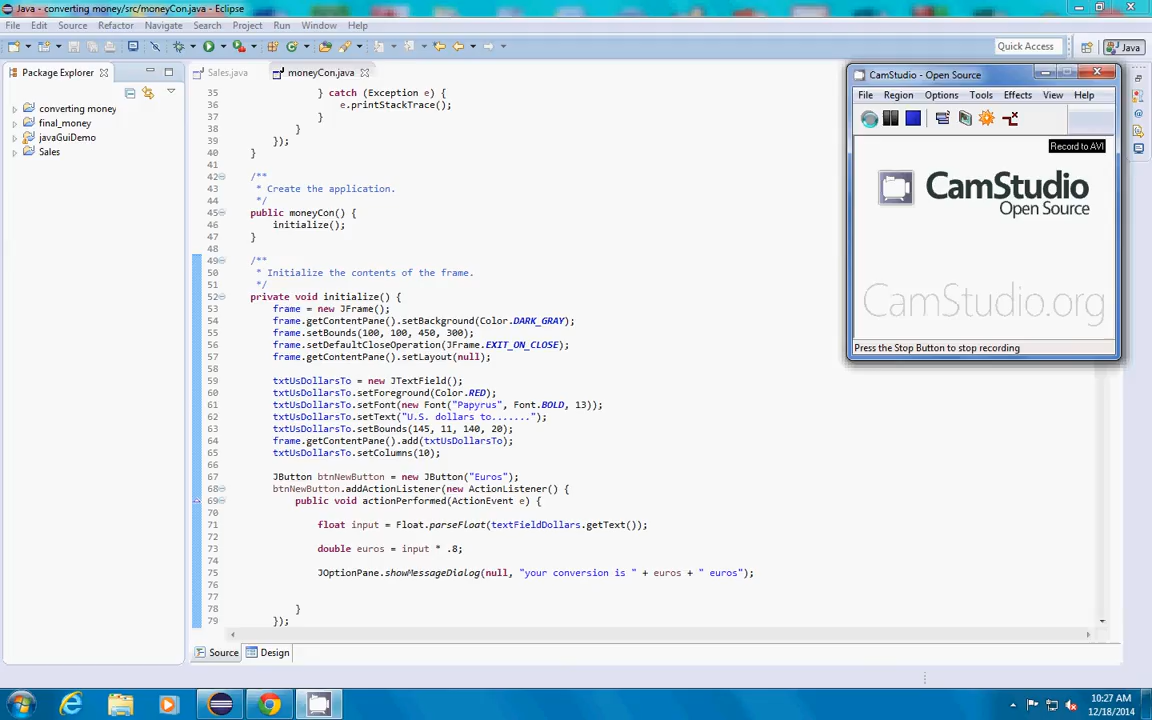 Java - converting money/src/moneyCon.java - Eclipse
File Edit Source Refactor Navigate Search Project Run Window Help
Quick Access
Java
Package Explorer
converting money
final_money
javaGuiDemo
Sales
Sales.java
moneyCon.java
35 } catch (Exception e) {
36 e.printStackTrace();
37 }
38 }
39 });
40 }
41
42 /**
43 * Create the application.
44 */
45 public moneyCon() {
46 initialize();
47 }
48
49 /**
50 * Initialize the contents of the frame.
51 */
52 private void initialize() {
53 frame = new JFrame();
54 frame.getContentPane().setBackground(Color.DARK_GRAY);
55 frame.setBounds(100, 100, 450, 300);
56 frame.setDefaultCloseOperation(JFrame.EXIT_ON_CLOSE);
57 frame.getContentPane().setLayout(null);
58
59 txtUsDollarsTo = new JTextField();
60 txtUsDollarsTo.setForeground(Color.RED);
61 txtUsDollarsTo.setFont(new Font("Papyrus", Font.BOLD, 13));
62 txtUsDollarsTo.setText("U.S. dollars to.......");
63 txtUsDollarsTo.setBounds(145, 11, 140, 20);
64 frame.getContentPane().add(txtUsDollarsTo);
65 txtUsDollarsTo.setColumns(10);
66
67 JButton btnNewButton = new JButton("Euros");
68 btnNewButton.addActionListener(new ActionListener() {
69 public void actionPerformed(ActionEvent e) {
70
71 float input = Float.parseFloat(textFieldDollars.getText());
72
73 double euros = input * .8;
74
75 JOptionPane.showMessageDialog(null, "your conversion is " + euros + " euros");
76
77
78 }
79 });
Source Design
CamStudio - Open Source
File Region Options Tools Effects View Help
Record to AVI
CamStudio
Open Source
CamStudio.org
Press the Stop Button to stop recording
10:27 AM
12/18/2014